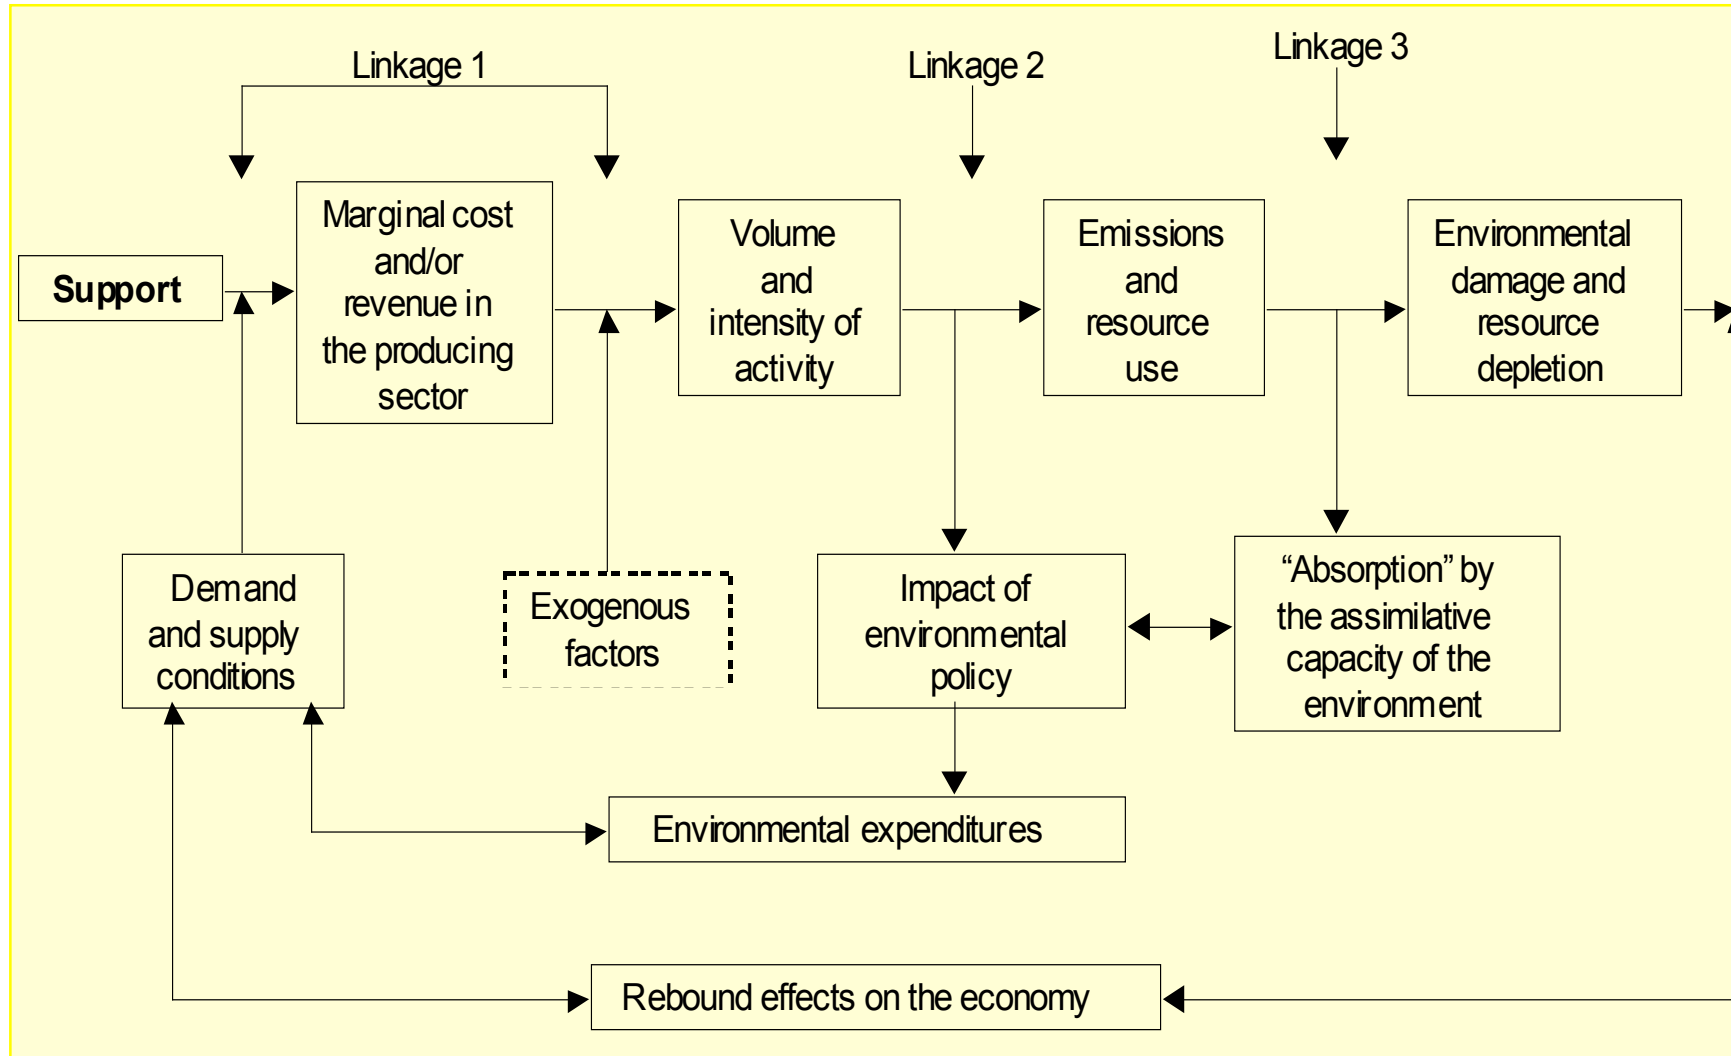 Linkage 1
Linkage 2
Linkage 3
Support
Marginal cost
and/or
revenue in
the producing
sector
Volume
and
intensity of
activity
Emissions
and
resource
use
Environmental
damage and
resource
depletion
Demand
and supply
conditions
Exogenous
factors
Impact of
environmental
policy
“Absorption” by
the assimilative
capacity of the
environment
Environmental expenditures
Rebound effects on the economy